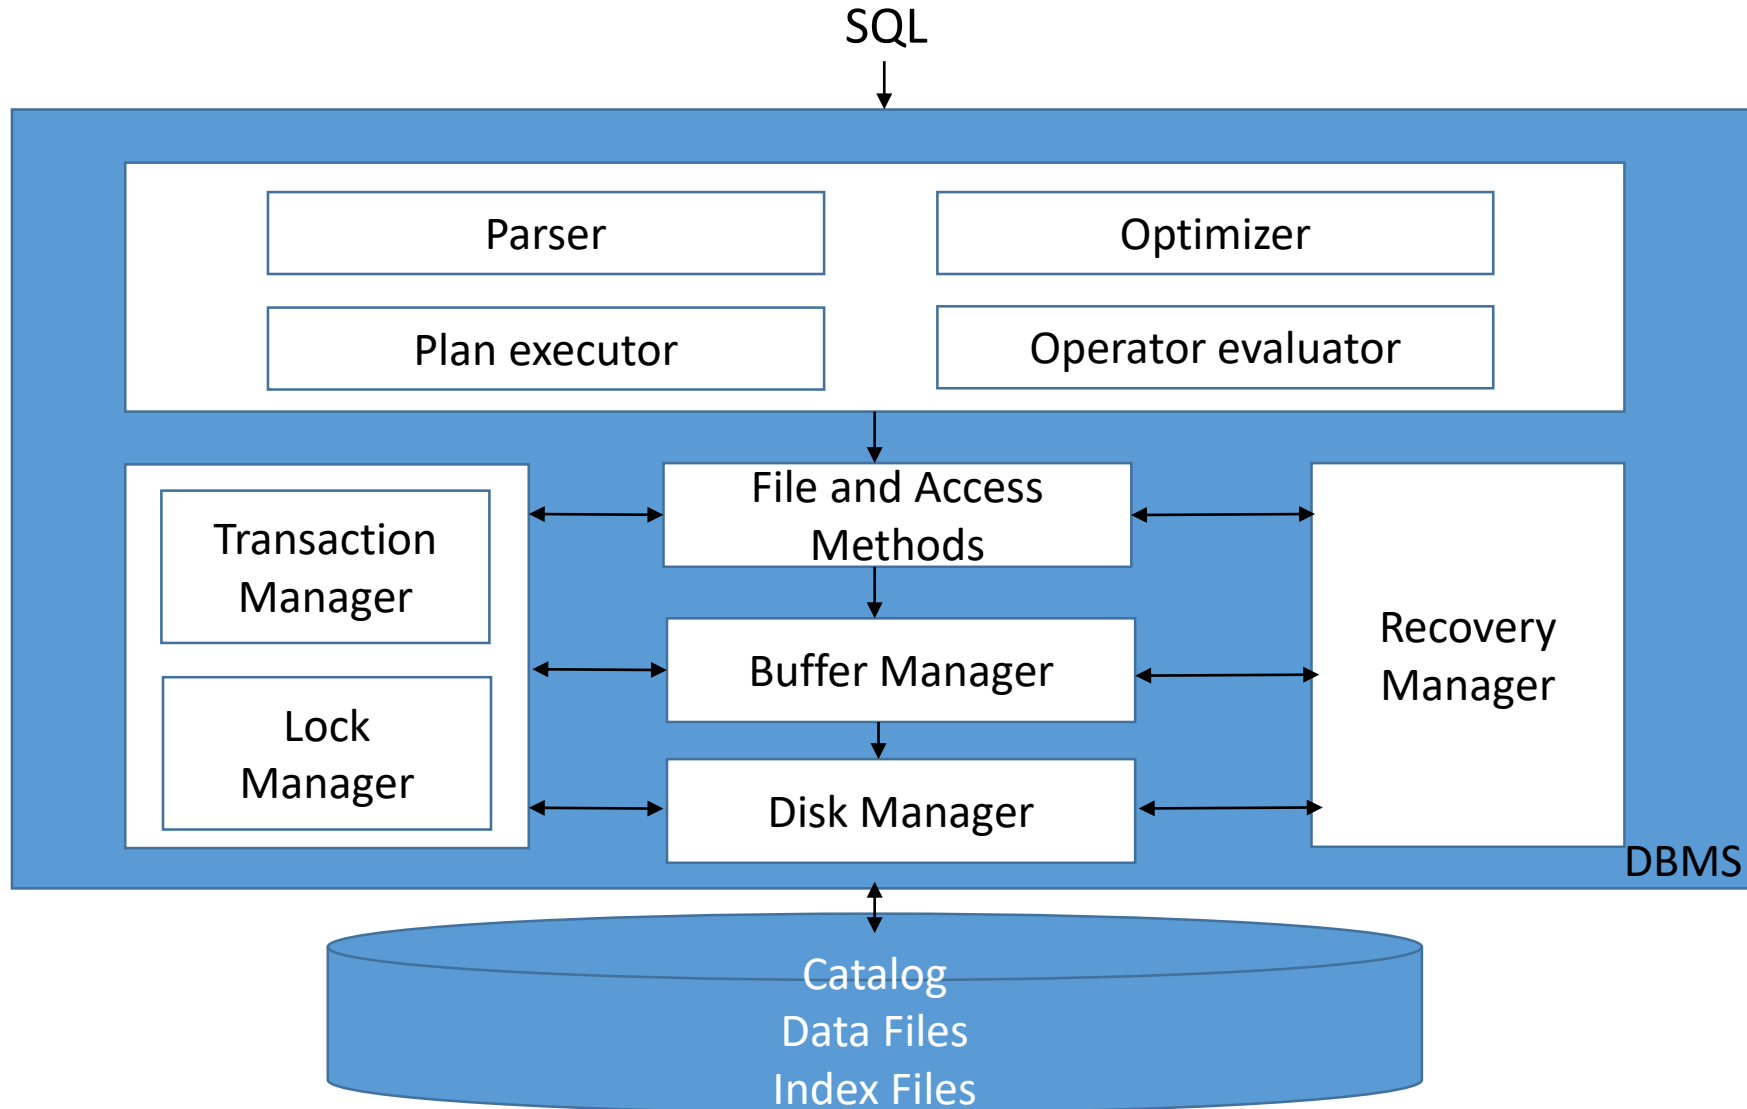 SQL
Parser
Optimizer
Plan executor
Operator evaluator
File and Access
Methods
Transaction
Manager
Recovery
Manager
Buffer Manager
Lock
Manager
Disk Manager
DBMS
Catalog
Data Files
Index Files